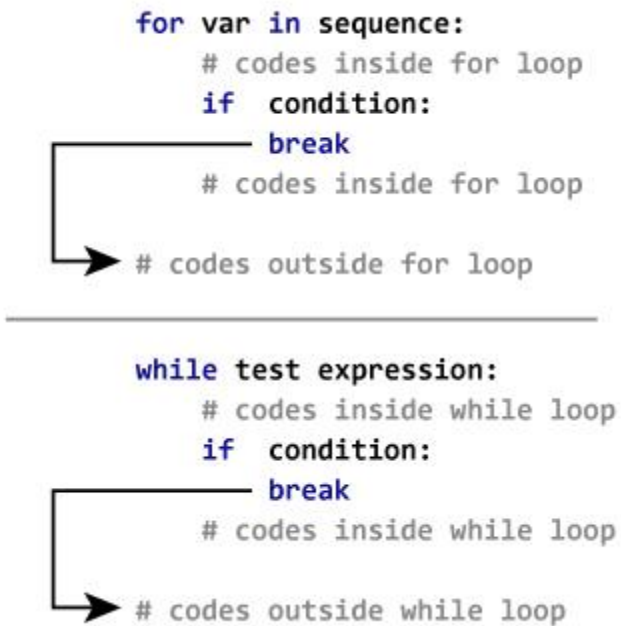 for var in sequence:
# codes inside for loop
if condition:
break
# codes inside for loop
# codes outside for loop
while test expression:
# codes inside while loop
if condition:
break
# codes inside while loop
# codes outside while loop